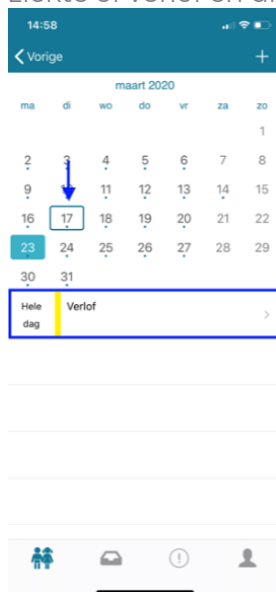 14:58
Vorige +
maart 2020
ma di wo do vr za zo
1
2 3 4 5 6 7 8
9 11 12 13 14 15
16 17 18 19 20 21 22
23 24 25 26 27 28 29
30 31
Hele dag Verlof